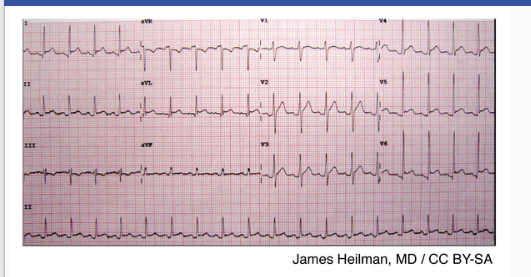 I aVR V1 V4
II aVL V2 V5
III aVF V3 V6
II
James Heilman, MD / CC BY-SA